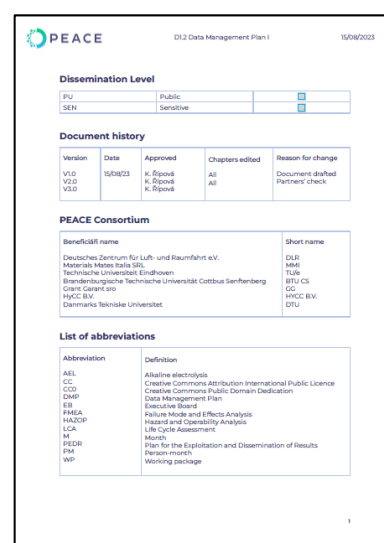 PEACE D1.2 Data Management Plan I 15/08/2023
Dissemination Level
PU Public
SEN Sensitive
Document history
Version Date Approved Chapters edited Reason for change
V1.0 15/08/23 K. Řípová All Document drafted
V2.0 K. Řípová All Partners' check
V3.0 K. Řípová
PEACE Consortium
Beneficiáři name Short name
Deutsches Zentrum für Luft- und Raumfahrt e.V. DLR
Materials Mates Italia SRL MMI
Technische Universiteit Eindhoven TU/e
Brandenburgische Technische Universität Cottbus Senftenberg BTU CS
Grant Garant sro GG
HyCC B.V. HYCC B.V.
Danmarks Tekniske Universitet DTU
List of abbreviations
Abbreviation Definition
AEL Alkaline electrolysis
CC Creative Commons Attribution International Public Licence
CC0 Creative Commons Public Domain Dedication
DMP Data Management Plan
EB Executive Board
FMEA Failure Mode and Effects Analysis
HAZOP Hazard and Operability Analysis
LCA Life Cycle Assessment
M Month
PEDR Plan for the Exploitation and Dissemination of Results
PM Person-month
WP Working package
1